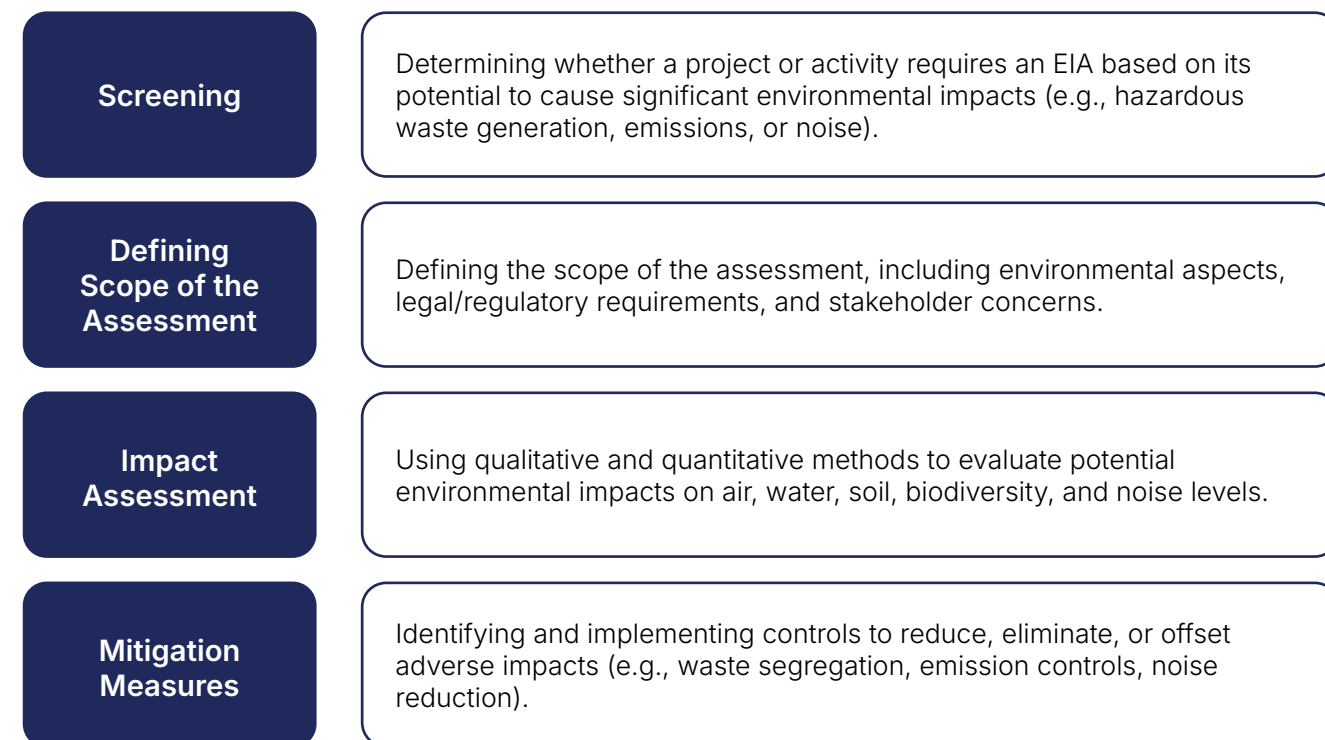 Screening
Determining whether a project or activity requires an EIA based on its
potential to cause significant environmental impacts (e.g., hazardous
waste generation, emissions, or noise).
Defining
Scope of the
Assessment
Defining the scope of the assessment, including environmental aspects,
legal/regulatory requirements, and stakeholder concerns.
Impact
Assessment
Using qualitative and quantitative methods to evaluate potential
environmental impacts on air, water, soil, biodiversity, and noise levels.
Mitigation
Measures
Identifying and implementing controls to reduce, eliminate, or offset
adverse impacts (e.g., waste segregation, emission controls, noise
reduction).